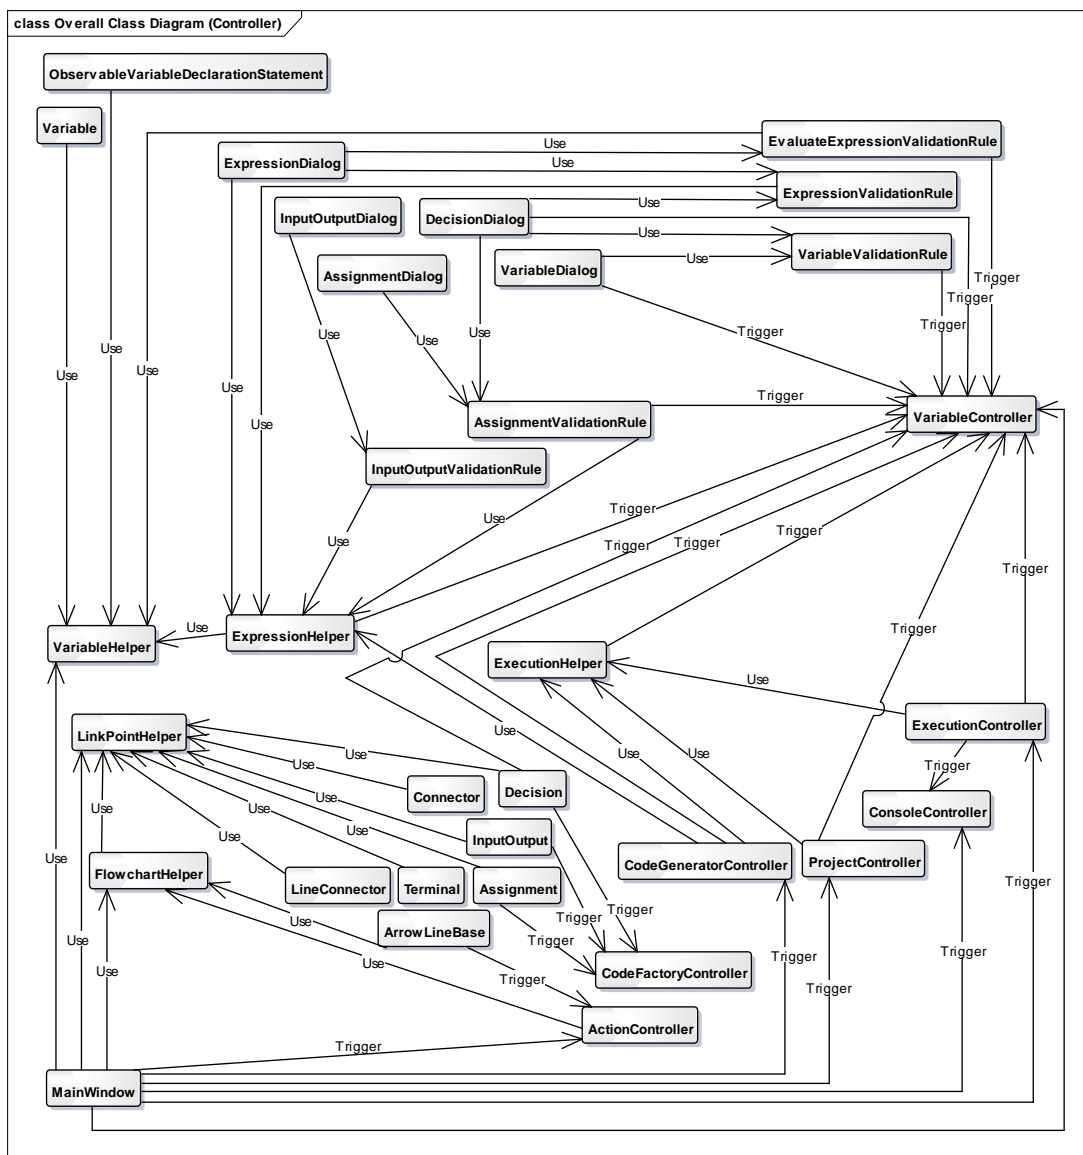 class Overall Class Diagram (Controller)
ObservableVariableDeclarationStatement
Variable
EvaluateExpressionValidationRule
Use
ExpressionDialog
Use
ExpressionValidationRule
Use
InputOutputDialog
DecisionDialog
Use
VariableValidationRule
Use
AssignmentDialog
VariableDialog
Trigger
Trigger
Trigger
Trigger
Use
Use
Use
Use
Use
Use
Use
Use
Trigger
VariableController
AssignmentValidationRule
Use
InputOutputValidationRule
Trigger
Use
Use
Trigger
Trigger
Trigger
Trigger
Use
VariableHelper
ExpressionHelper
ExecutionHelper
Use
LinkPointHelper
ExecutionController
Use
Use
Use
Use
Trigger
Connector
Decision
ConsoleController
Use
Use
Use
Use
Use
InputOutput
Use
FlowchartHelper
CodeGeneratorController
ProjectController
LineConnector
Terminal
Assignment
Trigger
Use
ArrowLineBase
Trigger
Trigger
Use
Use
Trigger
Trigger
Use
CodeFactoryController
Trigger
Trigger
ActionController
Trigger
MainWindow